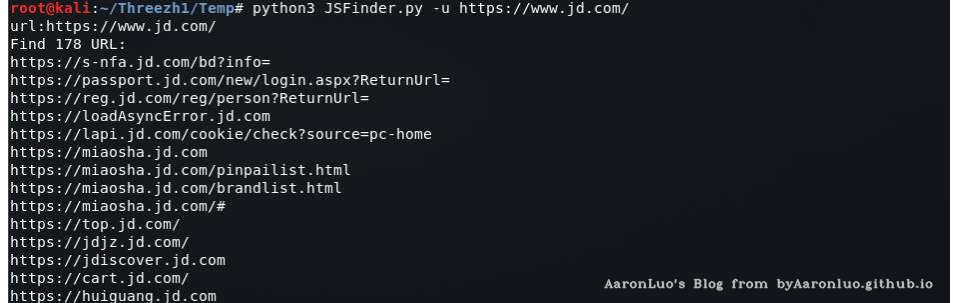 root@kali:~/Threezh1/Temp# python3 JSFinder.py -u https://www.jd.com/
url:https://www.jd.com/
Find 178 URL:
https://s-nfa.jd.com/bd?info=
https://passport.jd.com/new/login.aspx?ReturnUrl=
https://reg.jd.com/reg/person?ReturnUrl=
https://loadAsyncError.jd.com
https://lapi.jd.com/cookie/check?source=pc-home
https://miaosha.jd.com
https://miaosha.jd.com/pinpailist.html
https://miaosha.jd.com/brandlist.html
https://miaosha.jd.com/#
https://top.jd.com/
https://jdjz.jd.com/
https://jdiscover.jd.com
https://cart.jd.com/
https://huiguang.jd.com
AaronLuo's Blog from byAaronluo.github.io